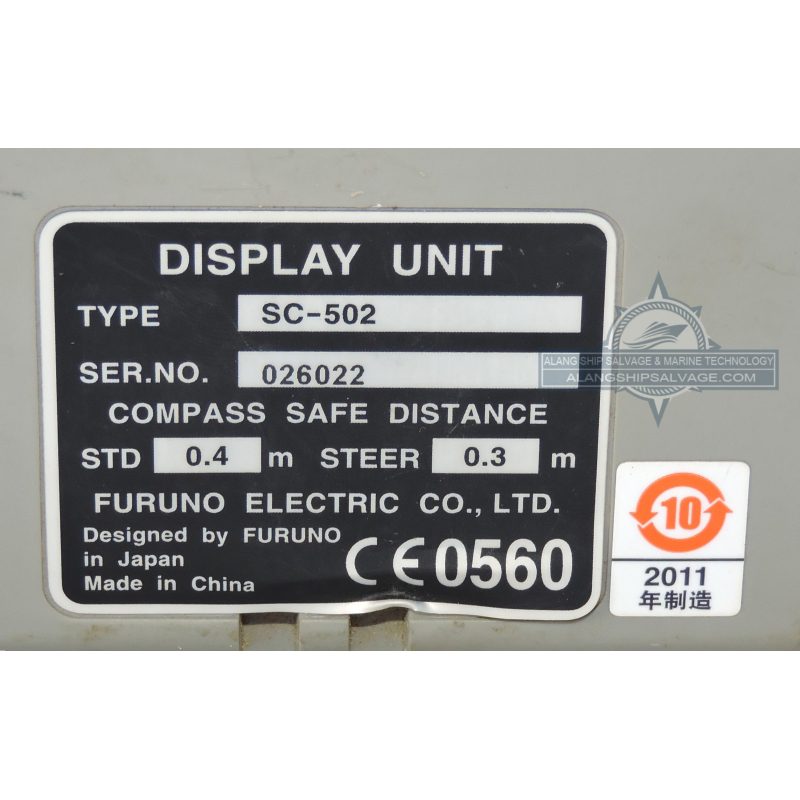 DISPLAY UNIT
TYPE SC-502
SER.NO. 026022
COMPASS SAFE DISTANCE
STD 0.4 m STEER 0.3 m
FURUNO ELECTRIC CO., LTD.
Designed by FURUNO
in Japan
Made in China
CE0560
ALANG SHIP SALVAGE & MARINE TECHNOLOGY
ALANGSHIPSALVAGE.COM
10
2011
年制造